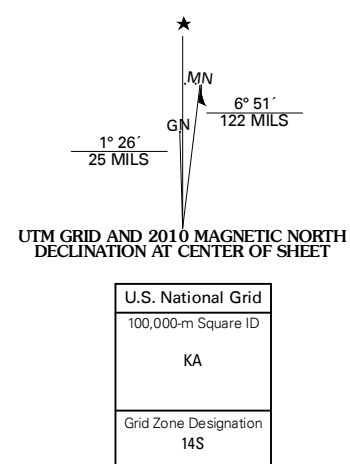 ★
MN
GN
6° 51´
122 MILS
1° 26´
25 MILS
UTM GRID AND 2010 MAGNETIC NORTH
DECLINATION AT CENTER OF SHEET
U.S. National Grid
100,000-m Square ID
KA
Grid Zone Designation
14S